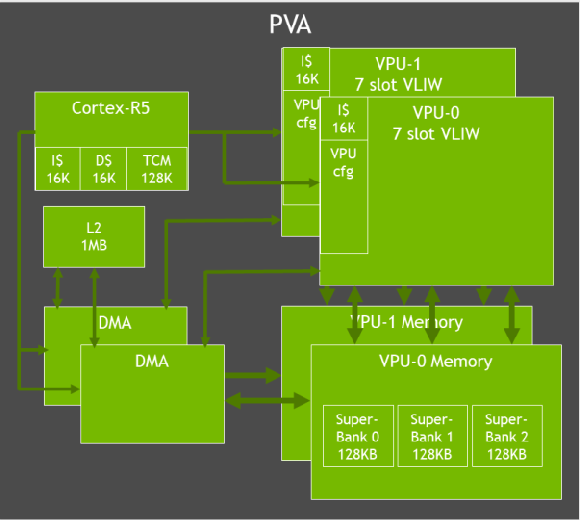 PVA
I$
16K
VPU-1
7 slot VLIW
VPU
cfg
I$
16K
VPU-0
7 slot VLIW
VPU
cfg
Cortex-R5
I$
16K
D$
16K
TCM
128K
L2
1MB
DMA
DMA
VPU-1 Memory
VPU-0 Memory
Super-
Bank 0
128KB
Super-
Bank 1
128KB
Super-
Bank 2
128KB